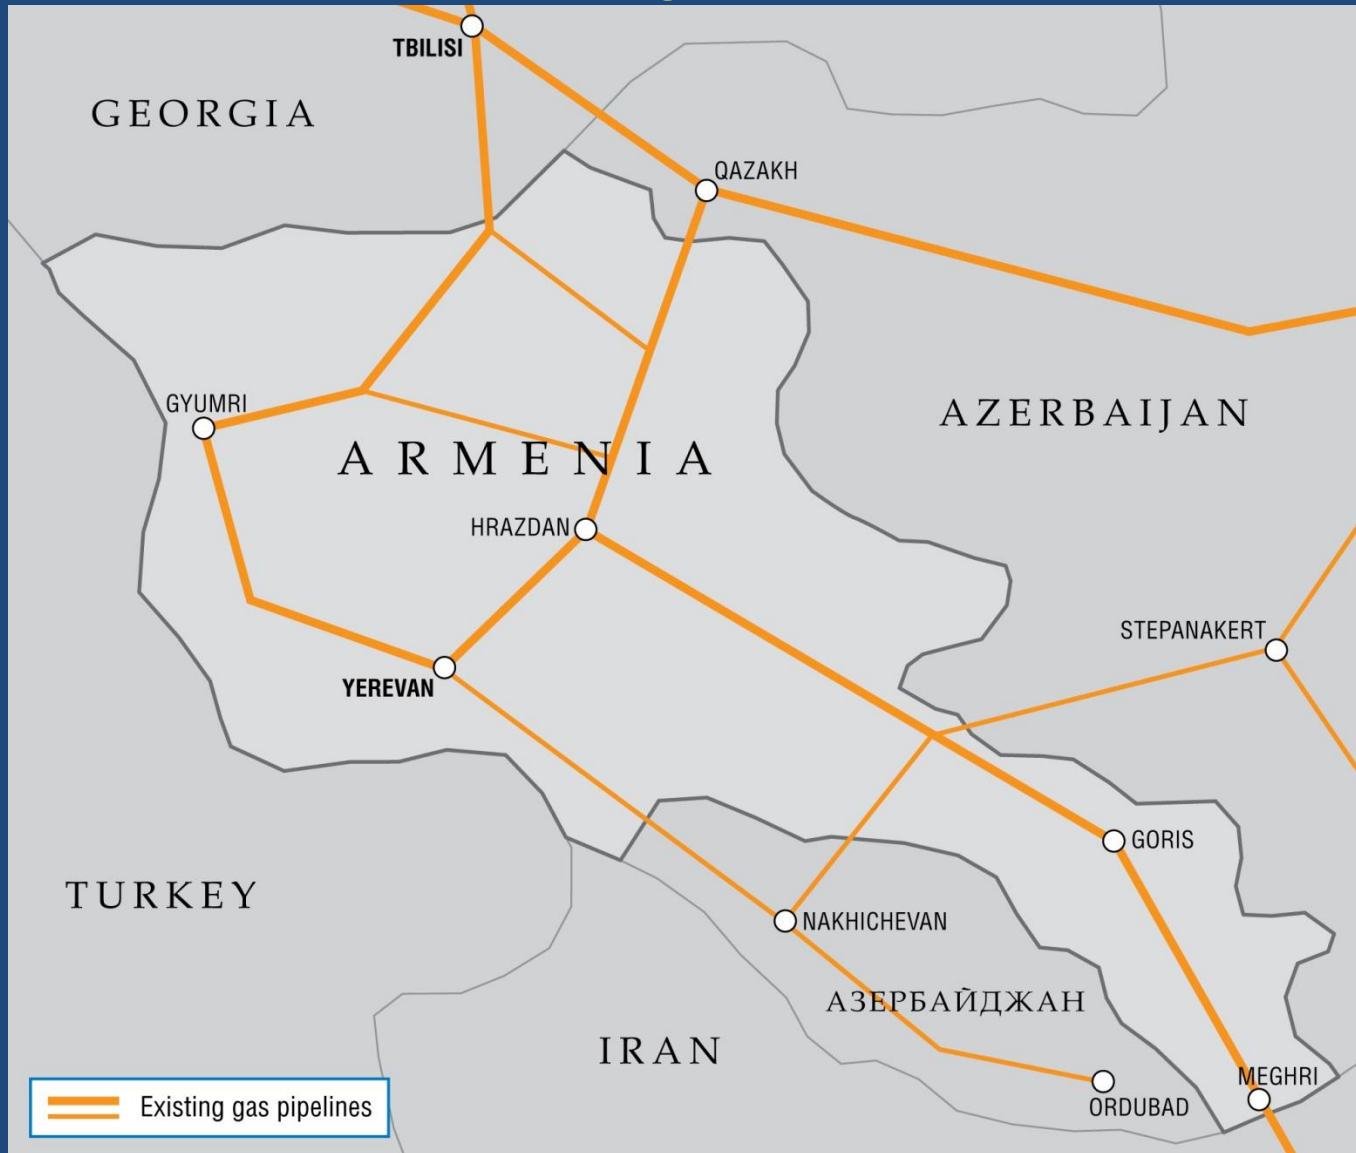 TBILISI
GEORGIA
QAZAKH
GYUMRI
AZERBAIJAN
ARMENIA
HRAZDAN
STEPANAKERT
YEREVAN
GORIS
TURKEY
NAKHICHEVAN
АЗЕРБАЙДЖАН
IRAN
MEGHRI
ORDUBAD
Existing gas pipelines